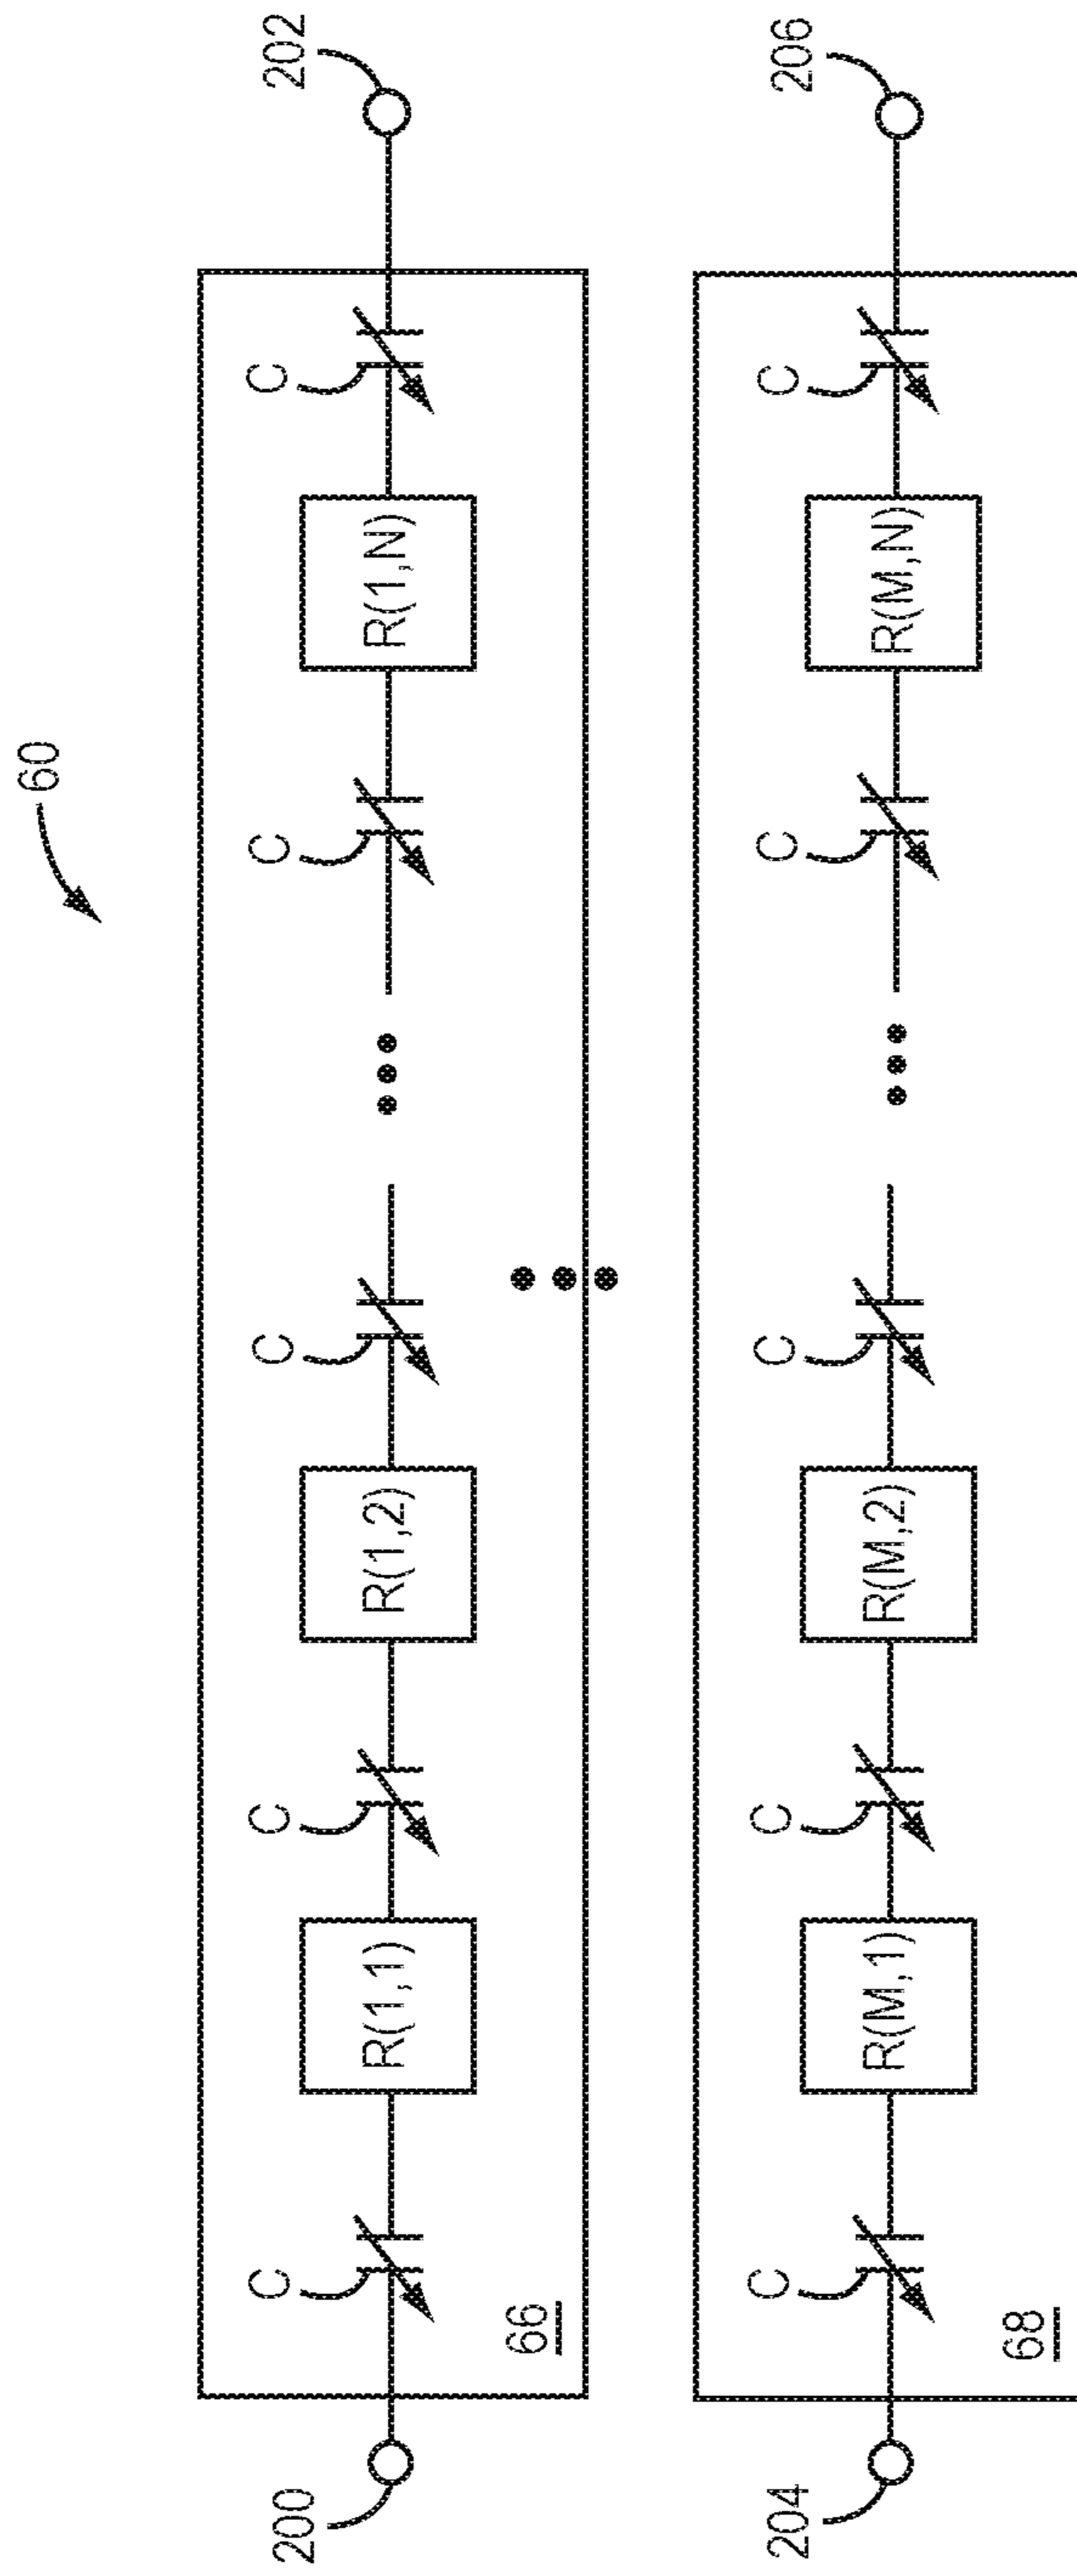 60
C
C
C
C
C
R(1,1)
R(1,2)
R(1,N)
200
202
66
C
C
C
C
C
R(M,1)
R(M,2)
R(M,N)
204
206
68